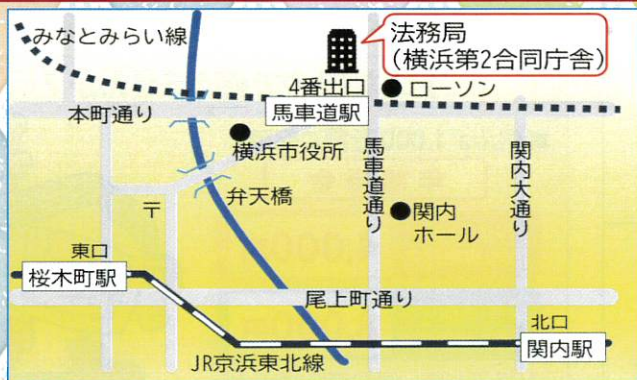 みなとみらい線
法務局
(横浜第2合同庁舎)
4番出口
ローソン
本町通り
馬車道駅
横浜市役所
馬車道通り
関内大通り
弁天橋
〒
関内
ホール
東口
桜木町駅
尾上町通り
北口
関内駅
JR京浜東北線